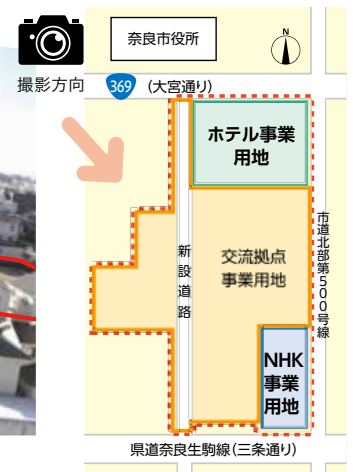 奈良市役所
N
撮影方向
369 (大宮通り)
ホテル事業
用地
新設道路
交流拠点
事業用地
市道北部第500号線
NHK
事業
用地
県道奈良生駒線(三条通り)